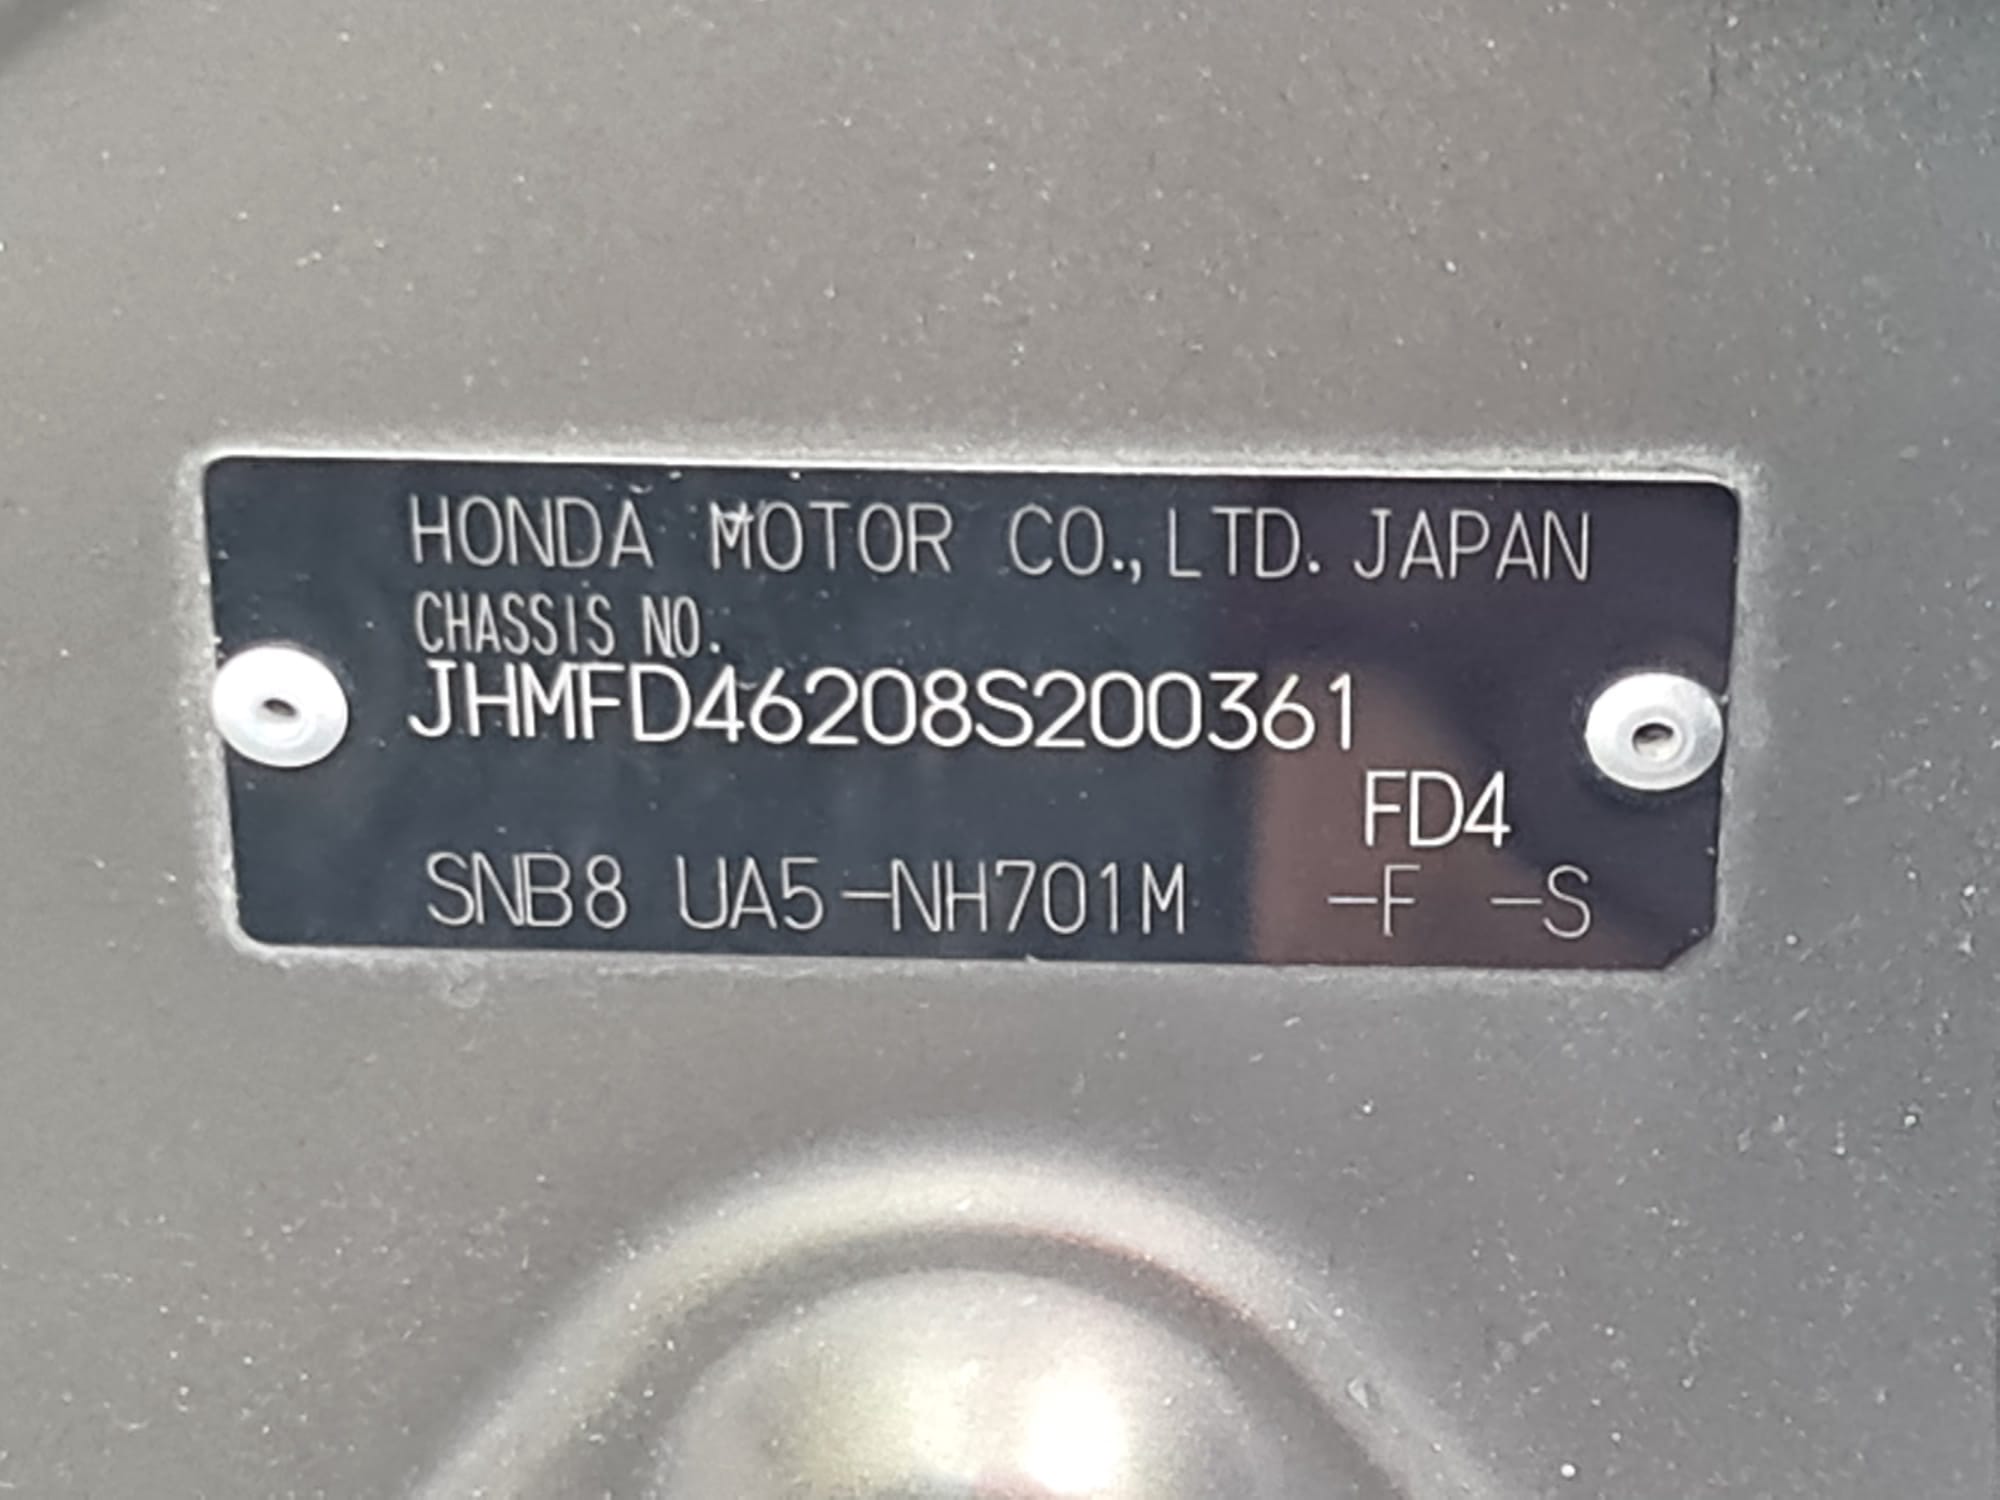 HONDA MOTOR CO.,LTD. JAPAN
CHASSIS NO.
JHMFD46208S200361
FD4
SNB8 UA5-NH701M -F -S